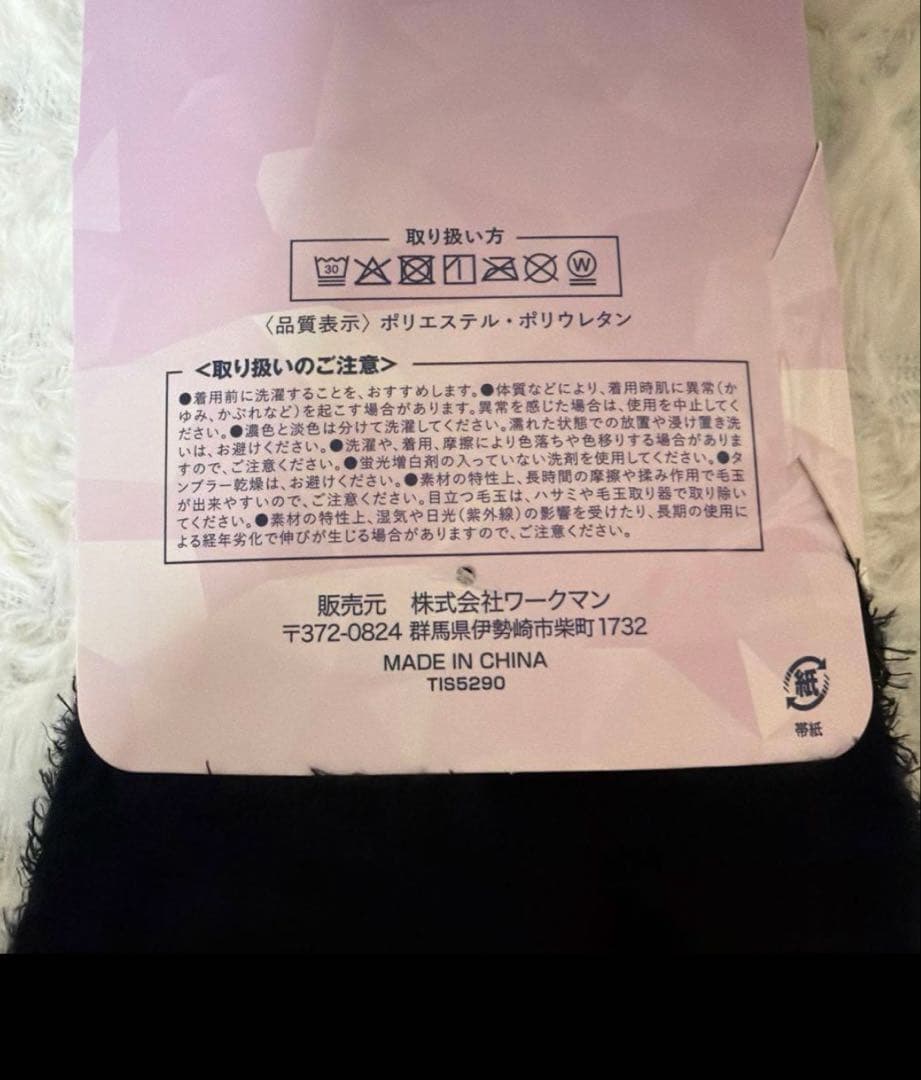 取り扱い方
30 W
〈品質表示〉ポリエステル・ポリウレタン
<取り扱いのご注意>
●着用前に洗濯することを、おすすめします。●体質などにより、着用時肌に異常(か
ゆみ、かぶれなど)を起こす場合があります。異常を感じた場合は、使用を中止してく
ださい。●濃色と淡色は分けて洗濯してください。濡れた状態での放置や浸け置き洗
いは、お避けください。●洗濯や、着用、摩擦により色落ちや色移りする場合がありま
すので、ご注意ください。●蛍光増白剤の入っていない洗剤を使用してください。●タ
ンブラー乾燥は、お避けください。●素材の特性上、長時間の摩擦や揉み作用で毛玉
が出来やすいので、ご注意ください。目立つ毛玉は、ハサミや毛玉取り器で取り除い
てください。●素材の特性上、湿気や日光(紫外線)の影響を受けたり、長期の使用に
よる経年劣化で伸びが生じる場合がありますので、ご注意ください。
販売元 株式会社ワークマン
〒372-0824 群馬県伊勢崎市柴町1732
MADE IN CHINA
TIS5290
紙
帯紙